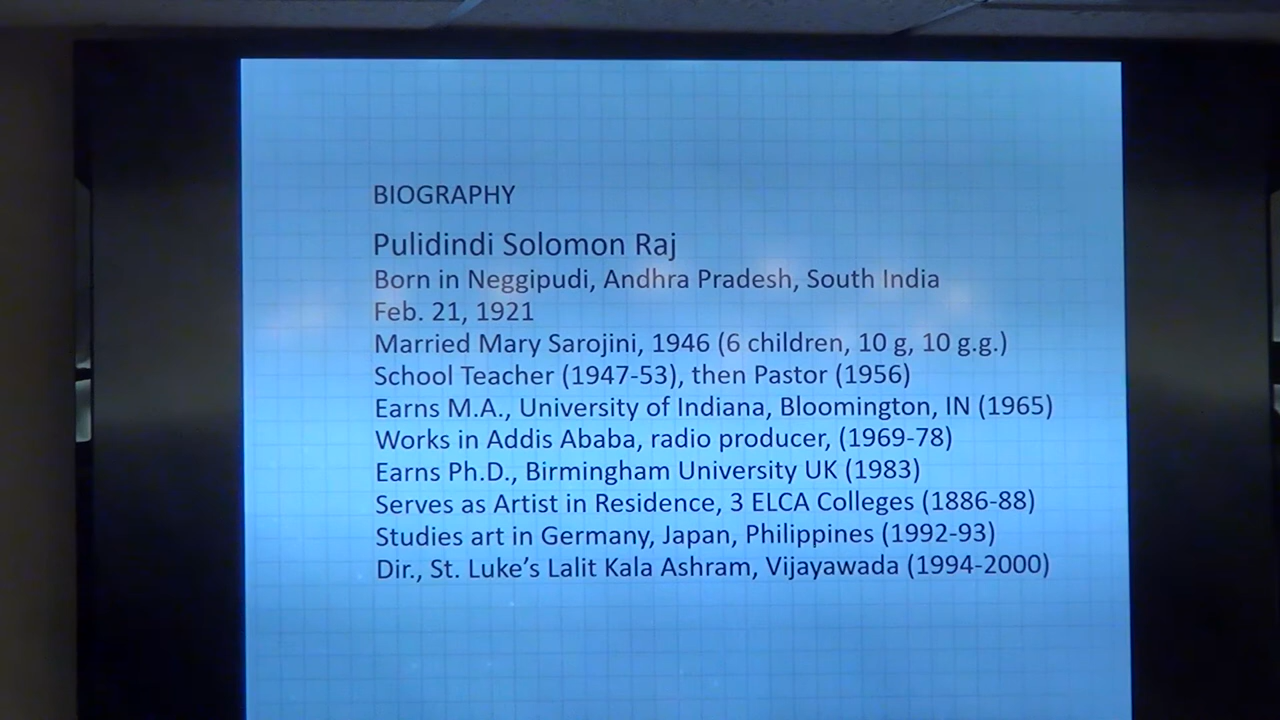 BIOGRAPHY
Pulidindi Solomon Raj
Born in Neggipudi, Andhra Pradesh, South India
Feb. 21, 1921
Married Mary Sarojini, 1946 (6 children, 10 g, 10 g.g.)
School Teacher (1947-53), then Pastor (1956)
Earns M.A., University of Indiana, Bloomington, IN (1965)
Works in Addis Ababa, radio producer, (1969-78)
Earns Ph.D., Birmingham University UK (1983)
Serves as Artist in Residence, 3 ELCA Colleges (1886-88)
Studies art in Germany, Japan, Philippines (1992-93)
Dir., St. Luke’s Lalit Kala Ashram, Vijayawada (1994-2000)